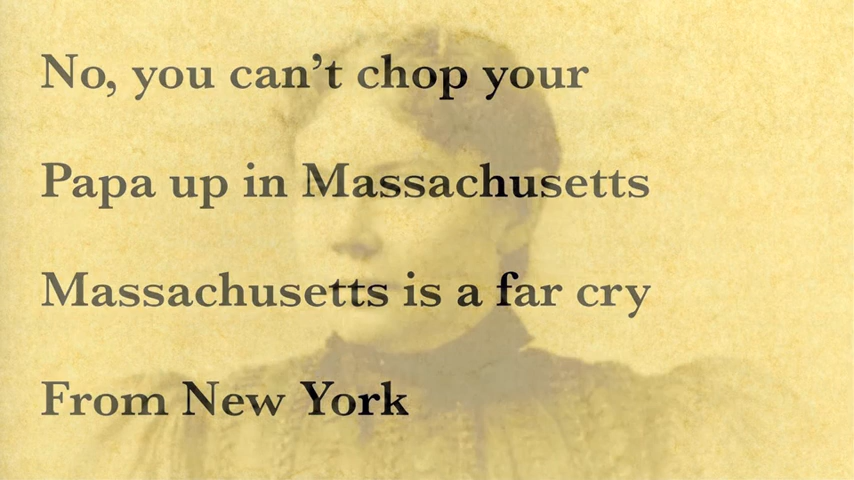 No, you can’t chop your
Papa up in Massachusetts
Massachusetts is a far cry
From New York